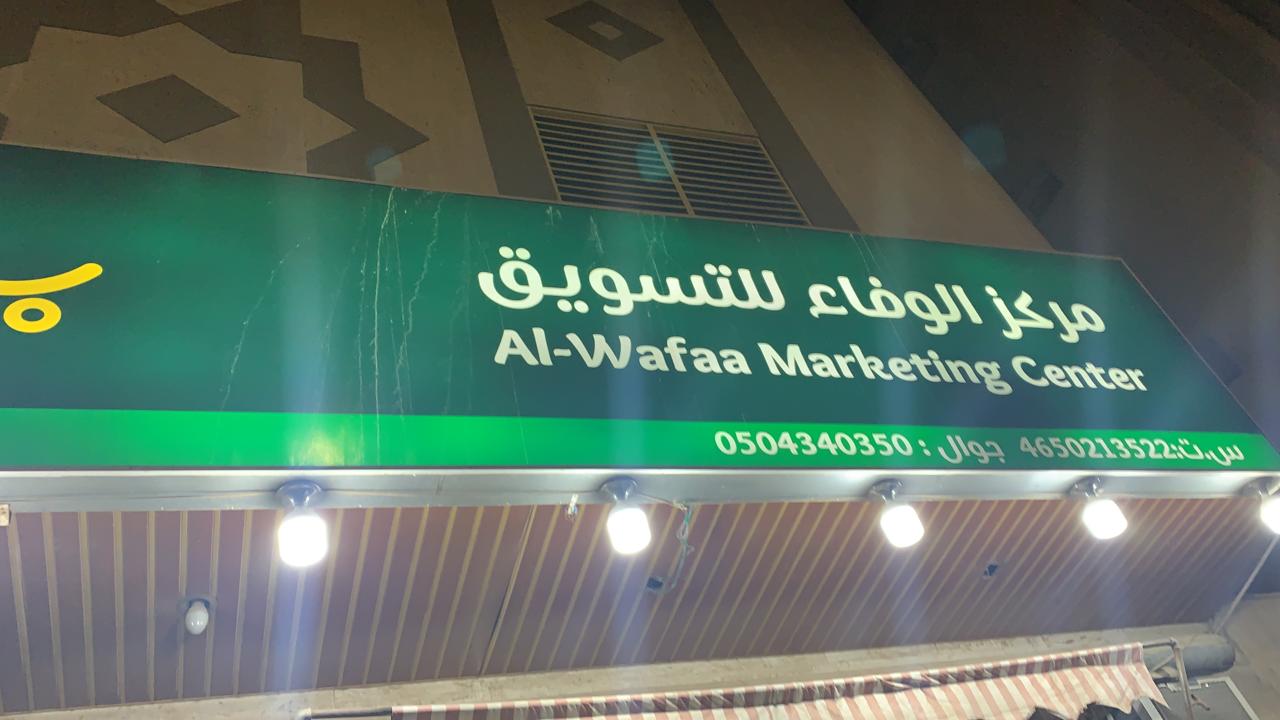 مركز الوفاء للتسويق
Al-Wafaa Marketing Center
س.ت:4650213522 جوال : 0504340350